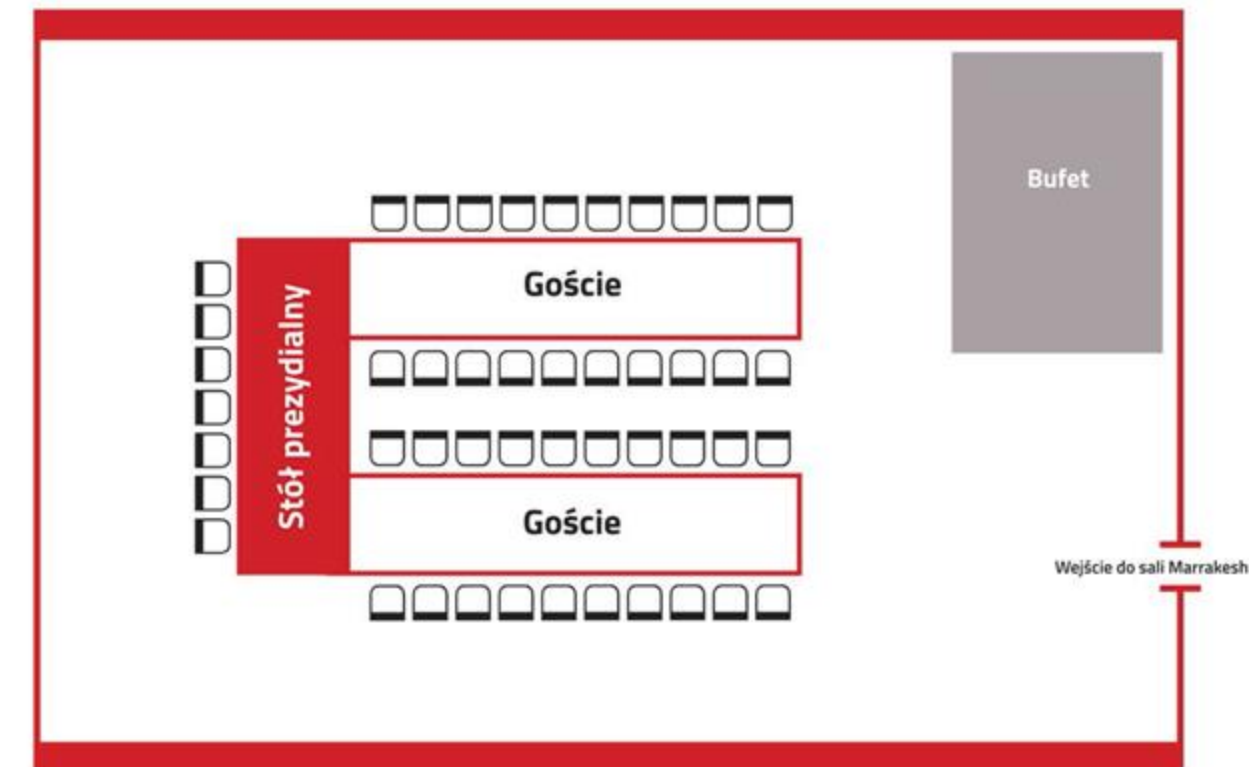 Bufet
Goście
Stół prezydialny
Goście
Wejście do sali Marrakesh